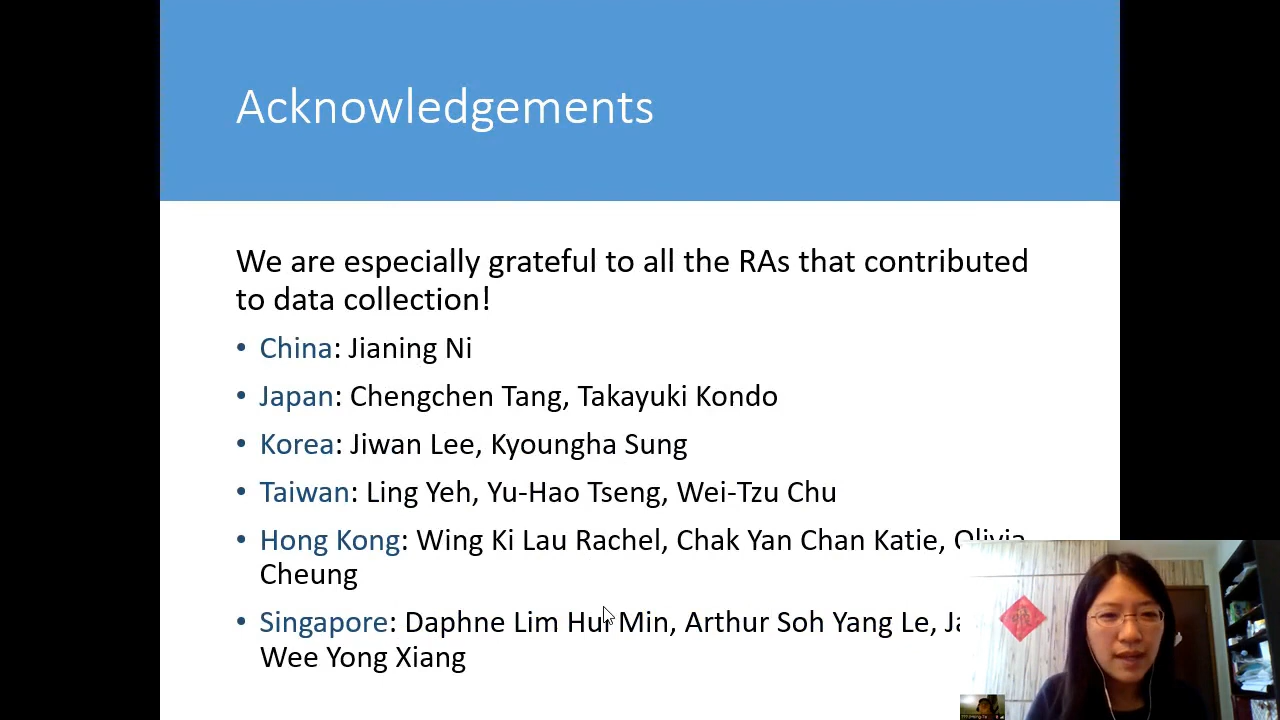 Acknowledgements
We are especially grateful to all the RAs that contributed
to data collection!
• China: Jianing Ni
• Japan: Chengchen Tang, Takayuki Kondo
• Korea: Jiwan Lee, Kyoungha Sung
• Taiwan: Ling Yeh, Yu-Hao Tseng, Wei-Tzu Chu
• Hong Kong: Wing Ki Lau Rachel, Chak Yan Chan Katie, Olivia
Cheung
• Singapore: Daphne Lim Hui Min, Arthur Soh Yang Le,
Wee Yong Xiang